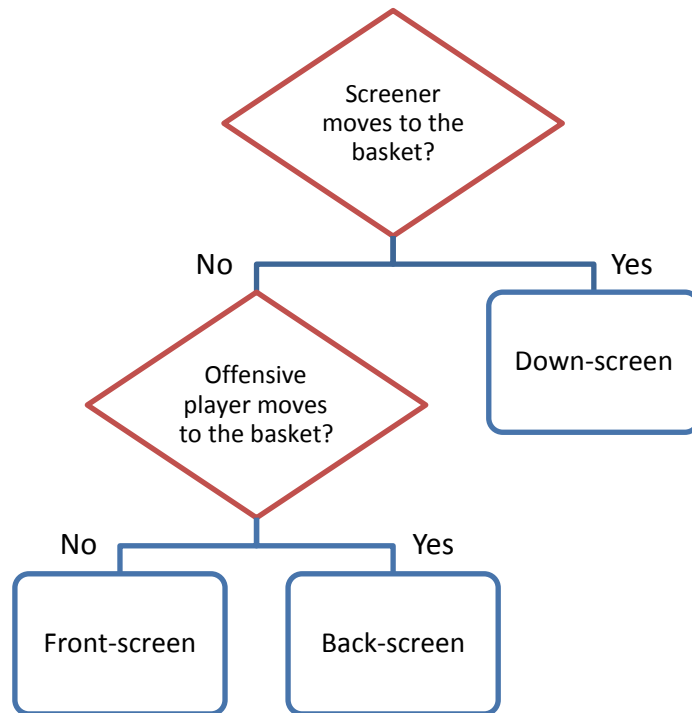 Screener
moves to the
basket?
No
Yes
Offensive
player moves
to the basket?
Down-screen
No
Yes
Front-screen
Back-screen